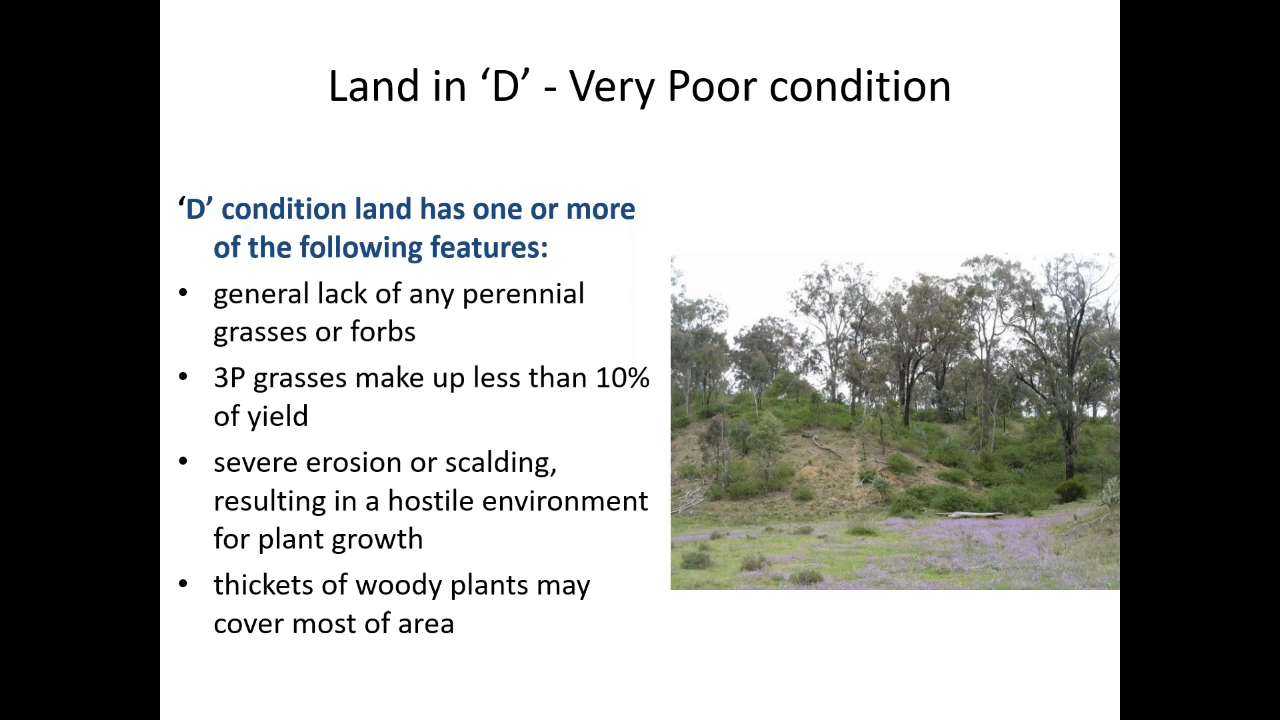 Land in ‘D’ - Very Poor condition
‘D’ condition land has one or more
of the following features:
• general lack of any perennial
grasses or forbs
• 3P grasses make up less than 10%
of yield
• severe erosion or scalding,
resulting in a hostile environment
for plant growth
• thickets of woody plants may
cover most of area